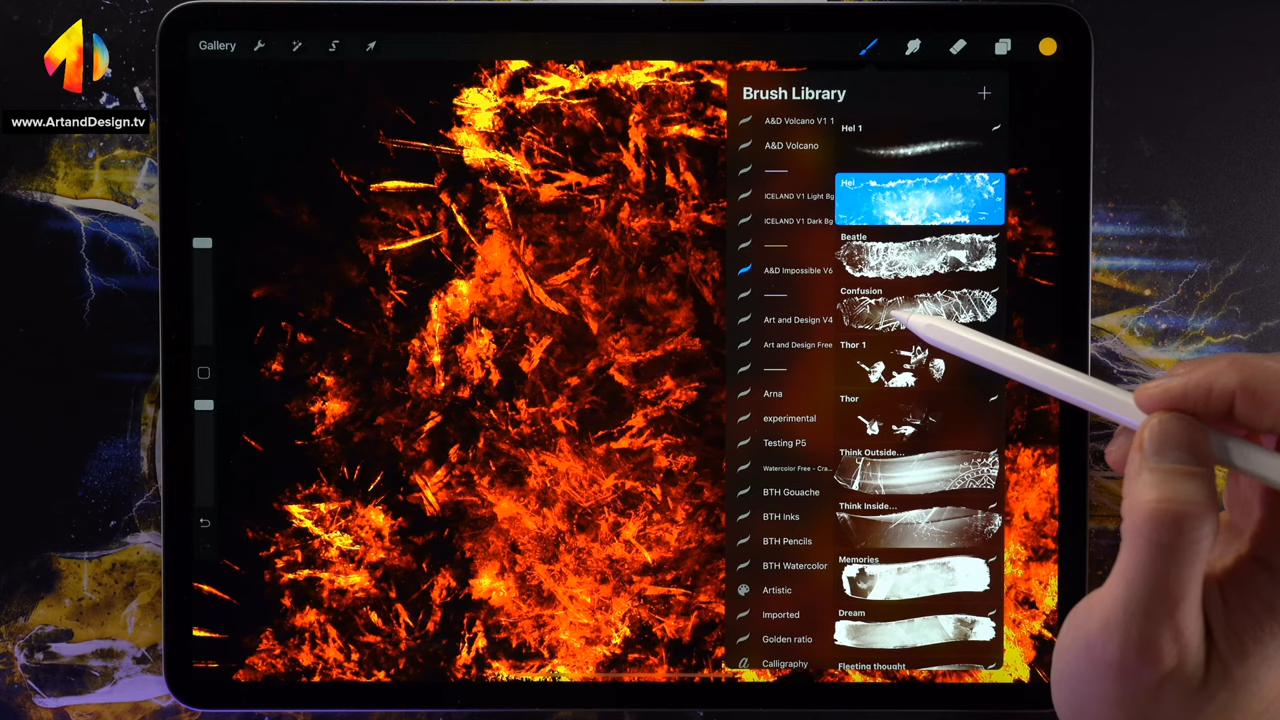 www.ArtandDesign.tv
Gallery
Brush Library
A&D Volcano V1 1
A&D Volcano
ICELAND V1 Light Bg
ICELAND V1 Dark Bg
A&D Impossible V6
Art and Design V4
Art and Design Free
Arna
experimental
Testing P5
Watercolor Free - Cra...
BTH Gouache
BTH Inks
BTH Pencils
BTH Watercolor
Artistic
Imported
Golden ratio
Calligraphy
Hel 1
Hel
Beatle
Confusion
Thor 1
Thor
Think Outside...
Think Inside...
Memories
Dream
Fleeting thought